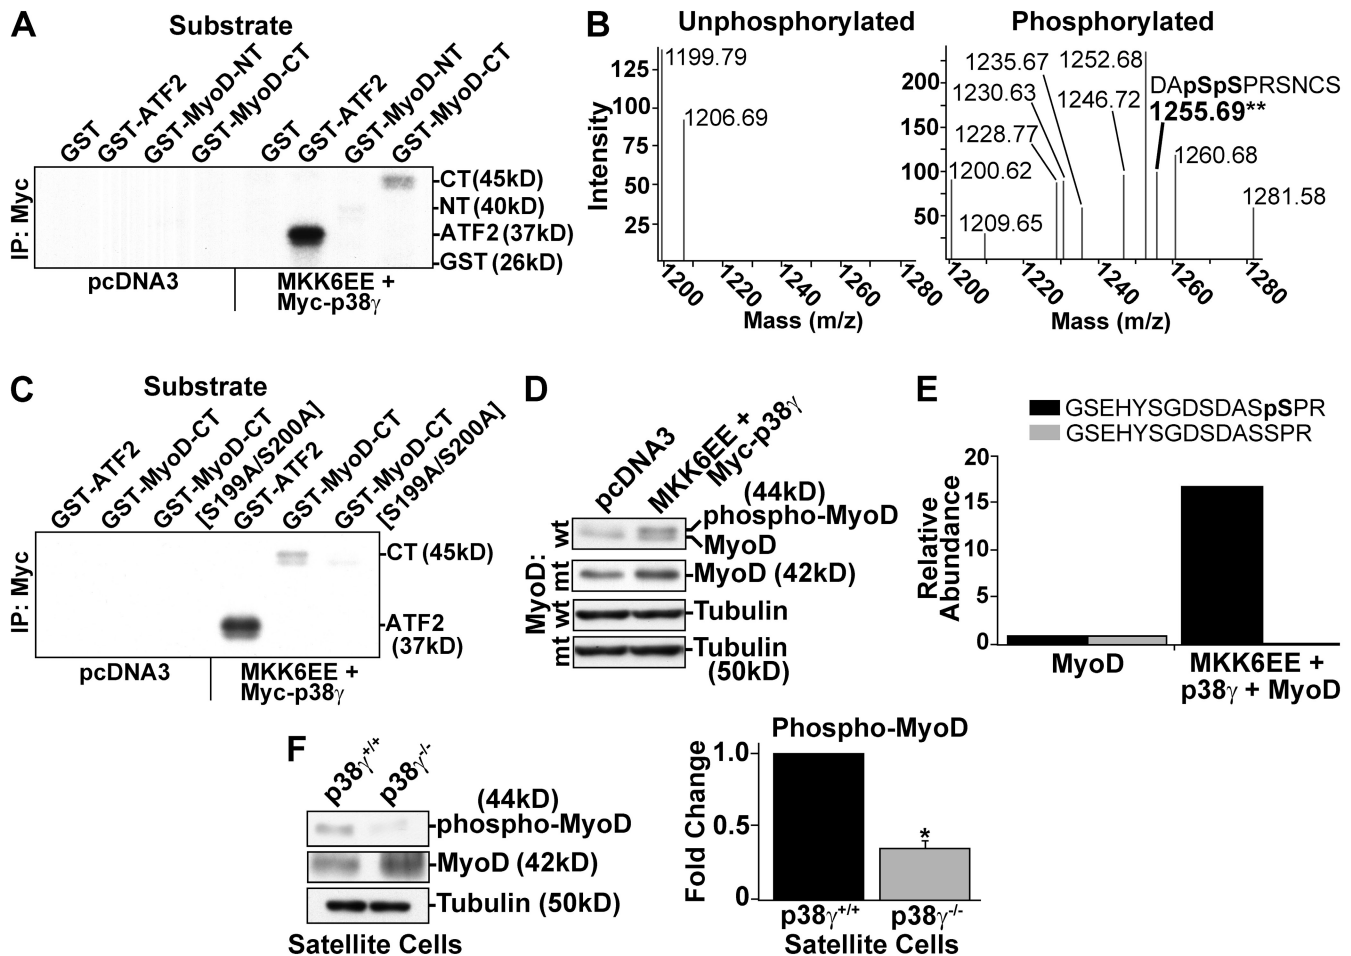 A
Substrate
GST
GST-ATF2
GST-MyoD-NT
GST-MyoD-CT
GST
GST-ATF2
GST-MyoD-NT
GST-MyoD-CT
IP: Myc
CT(45kD)
NT (40kD)
ATF2 (37kD)
GST (26kD)
pcDNA3
MKK6EE +
Myc-p38γ
B
Unphosphorylated
Intensity
125
100
75
50
25
1199.79
1206.69
1200
1220
1240
1260
1280
Mass (m/z)
Phosphorylated
200
150
100
50
1235.67
1252.68
1230.63
1246.72
1228.77
1200.62
1209.65
DApSpSPRSNCS
1255.69**
1260.68
1281.58
1200
1220
1240
1260
1280
Mass (m/z)
C
Substrate
GST-ATF2
GST-MyoD-CT
GST-MyoD-CT
[S199A/S200A]
GST-ATF2
GST-MyoD-CT
GST-MyoD-CT
[S199A/S200A]
IP: Myc
CT (45kD)
ATF2
(37kD)
pcDNA3
MKK6EE +
Myc-p38γ
D
pcDNA3
MKK6EE +
Myc-p38γ
MyoD:
wt
mt
wt
mt
(44kD)
phospho-MyoD
MyoD
MyoD (42kD)
Tubulin
Tubulin
(50kD)
E
GSEHYSGDSDASpSPR
GSEHYSGDSDASSPR
Relative
Abundance
20
15
10
5
0
MyoD
MKK6EE +
p38γ + MyoD
F
p38γ+/+
p38γ-/-
(44kD)
phospho-MyoD
MyoD (42kD)
Tubulin (50kD)
Satellite Cells
Phospho-MyoD
Fold Change
1.0
0.5
0
*
p38γ+/+
p38γ-/-
Satellite Cells